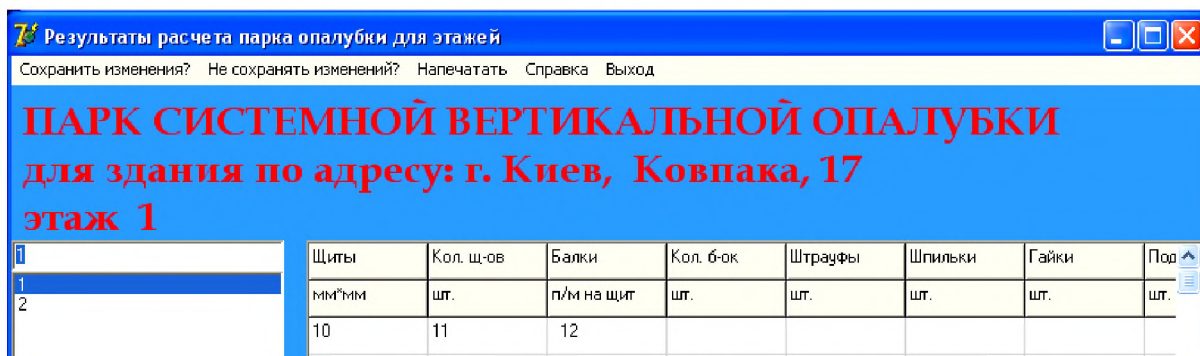 Результаты расчета парка опалубки для этажей
Сохранить изменения? Не сохранять изменений? Напечатать Справка Выход
ПАРК СИСТЕМНОЙ ВЕРТИКАЛЬНОЙ ОПАЛУБКИ
для здания по адресу: г. Киев, Ковпака, 17
этаж 1
1
1
2
Щиты Кол. щ-ов Балки Кол. б-ок Штрауфы Шпильки Гайки Под
мм*мм шт. п/м на щит шт. шт. шт. шт. шт.
10 11 12